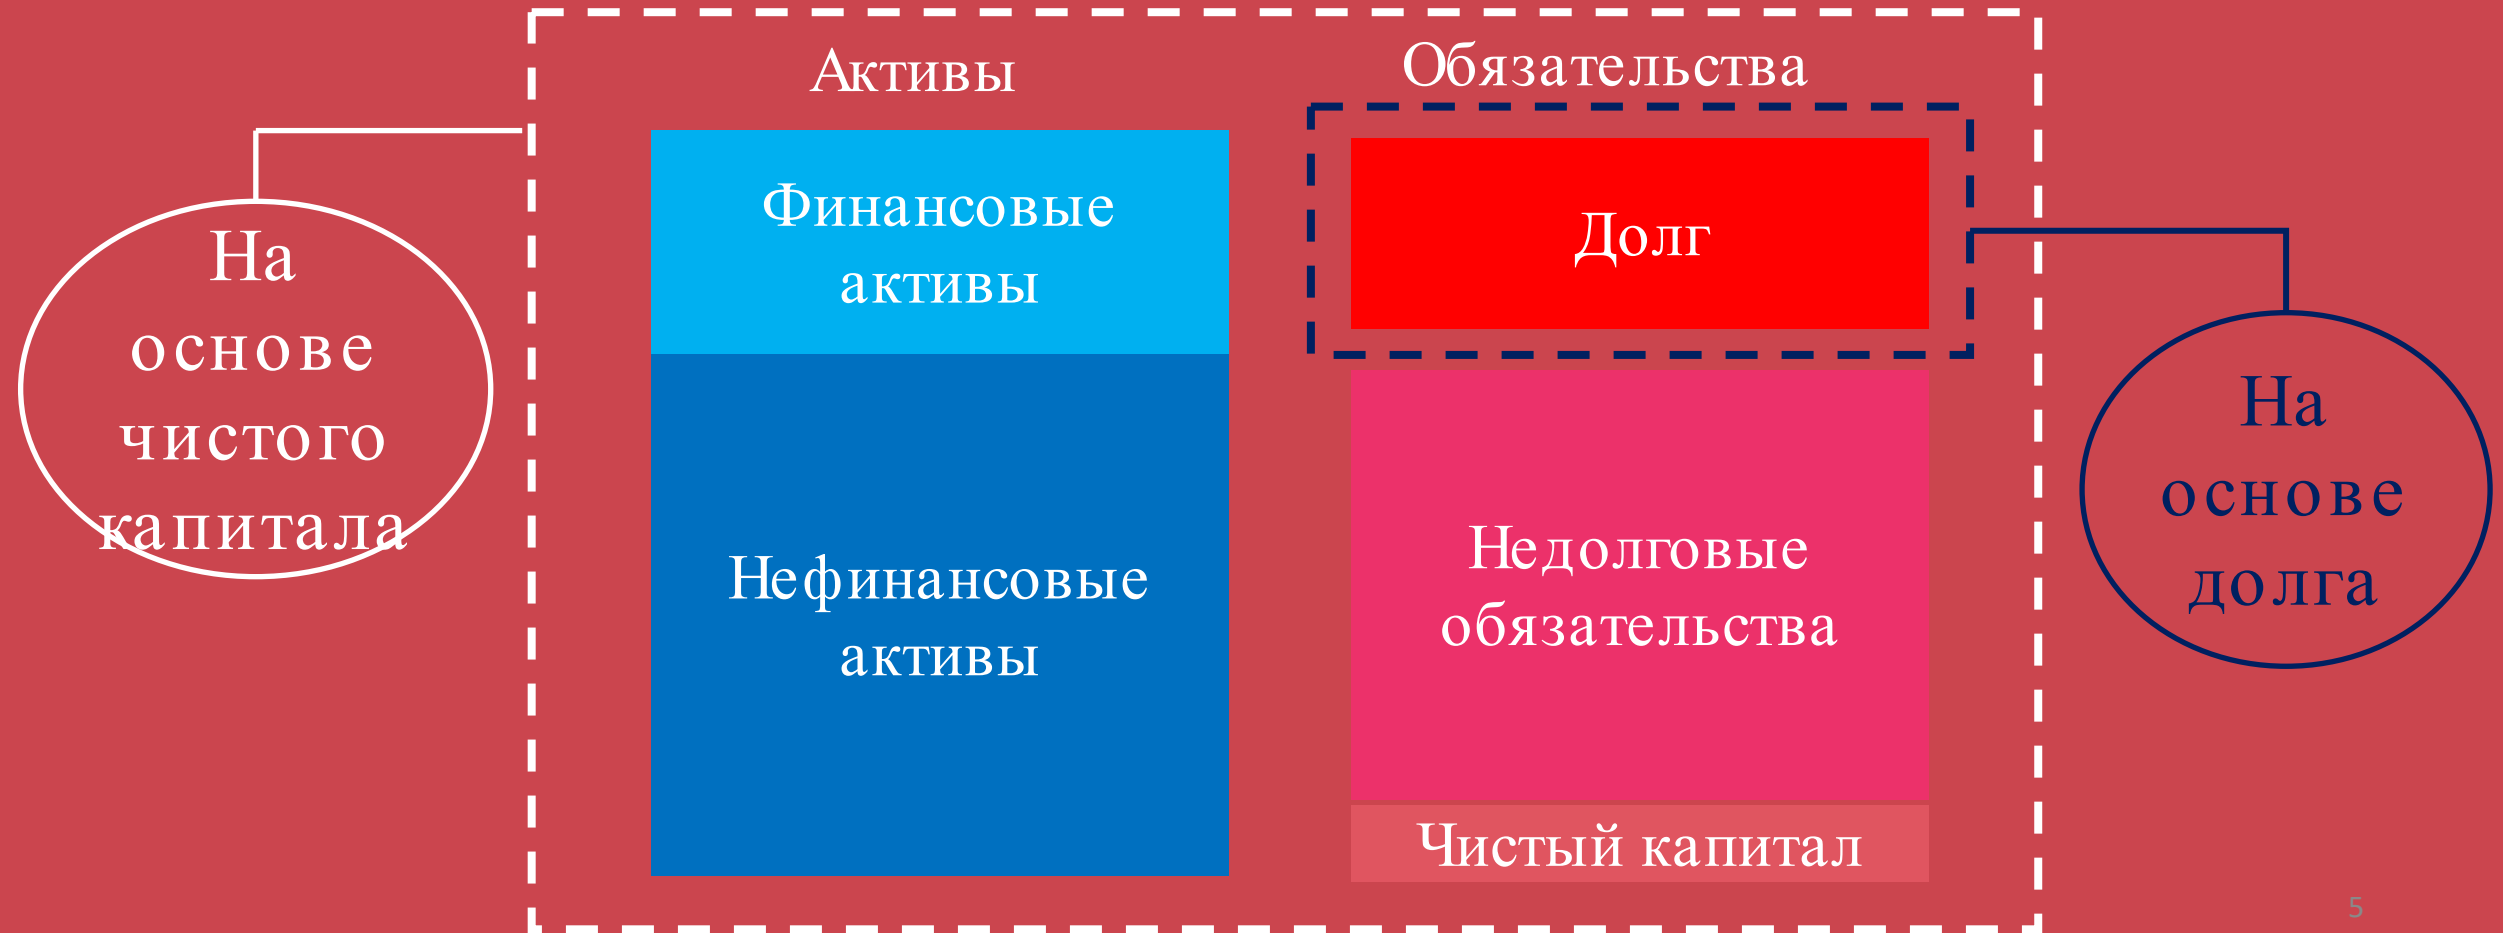 Активы
Обязательства
На
основе
чистого
капитала
Финансовые
активы
Нефинансовые
активы
Долг
Недолговые
обязательства
Чистый капитал
На
основе
долга
5